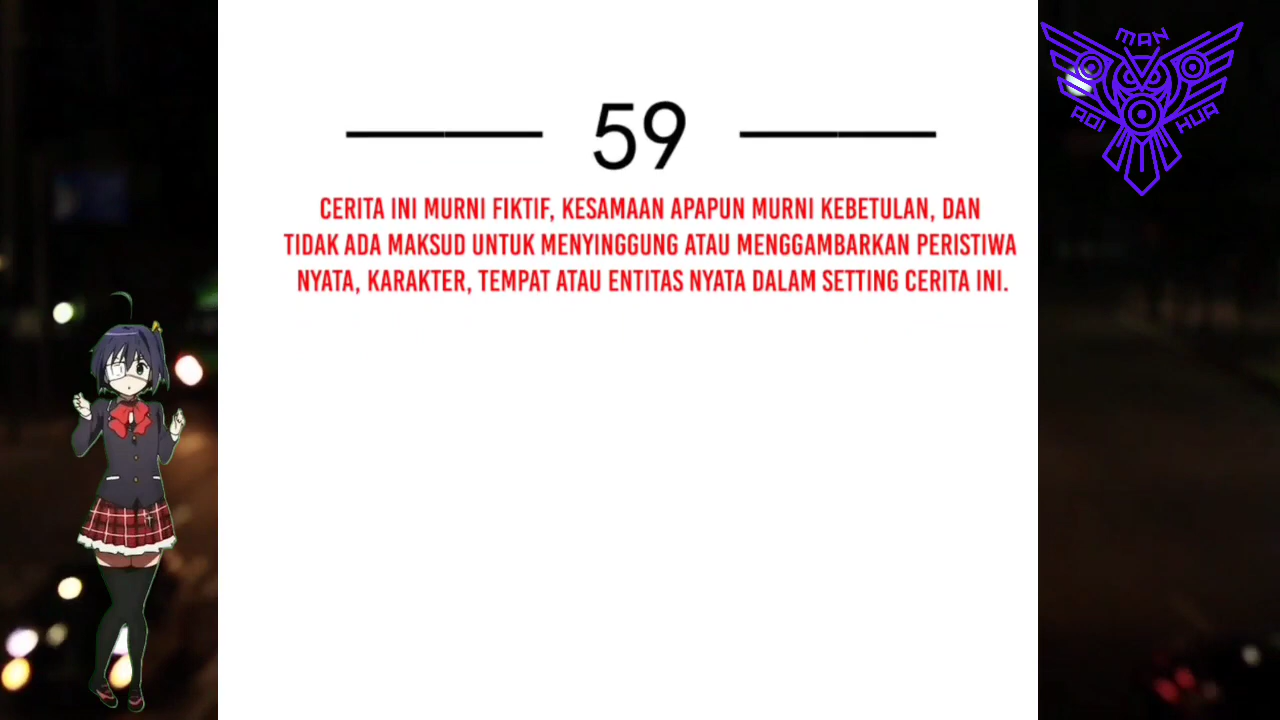 59
CERITA INI MURNI FIKTIF, KESAMAAN APAPUN MURNI KEBETULAN, DAN
TIDAK ADA MAKSUD UNTUK MENYINGGUNG ATAU MENGGAMBARKAN PERISTIWA
NYATA, KARAKTER, TEMPAT ATAU ENTITAS NYATA DALAM SETTING CERITA INI.
MAN
AOI
HUA